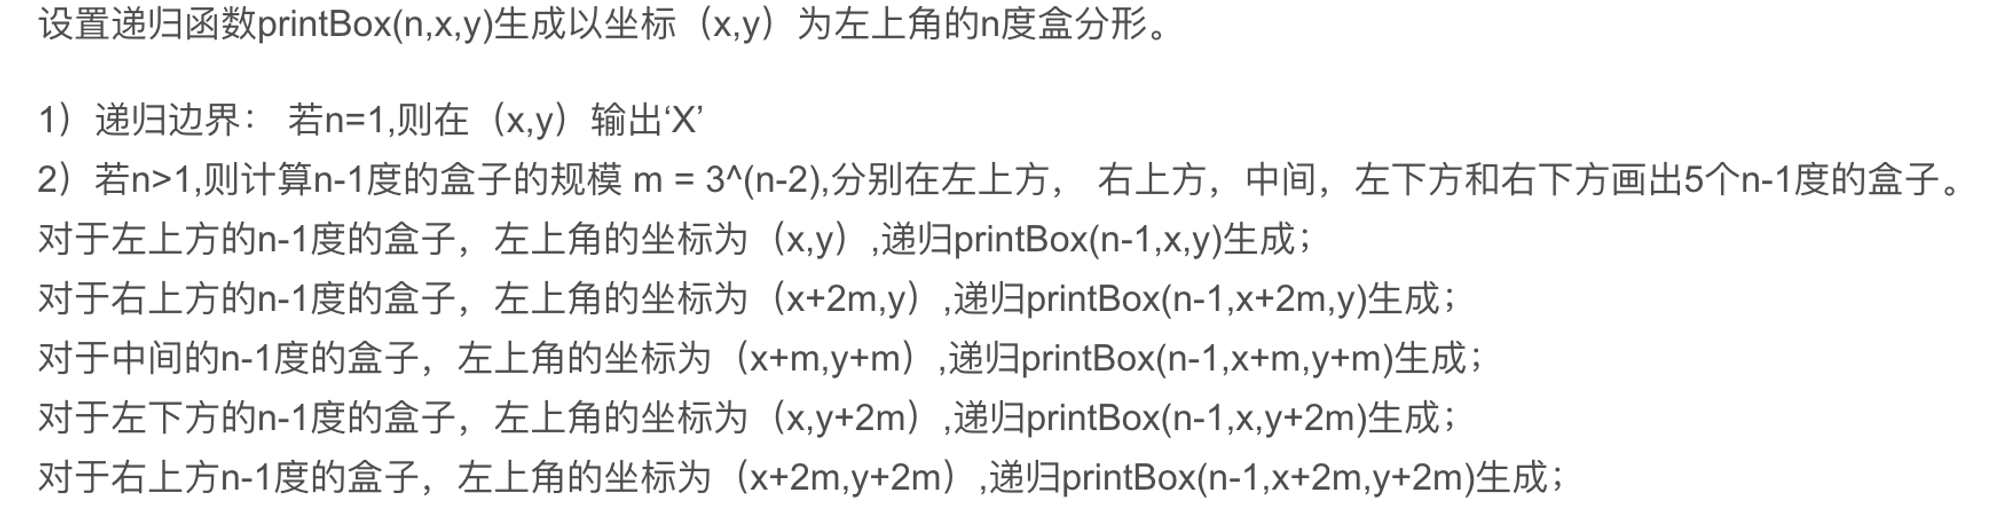 设置递归函数printBox(n,x,y)生成以坐标（x,y）为左上角的n度盒分形。
1）递归边界： 若n=1,则在（x,y）输出‘X’
2）若n>1,则计算n-1度的盒子的规模 m = 3^(n-2),分别在左上方， 右上方，中间，左下方和右下方画出5个n-1度的盒子。
对于左上方的n-1度的盒子，左上角的坐标为（x,y）,递归printBox(n-1,x,y)生成；
对于右上方的n-1度的盒子，左上角的坐标为（x+2m,y）,递归printBox(n-1,x+2m,y)生成；
对于中间的n-1度的盒子，左上角的坐标为（x+m,y+m）,递归printBox(n-1,x+m,y+m)生成；
对于左下方的n-1度的盒子，左上角的坐标为（x,y+2m）,递归printBox(n-1,x,y+2m)生成；
对于右上方n-1度的盒子，左上角的坐标为（x+2m,y+2m）,递归printBox(n-1,x+2m,y+2m)生成；